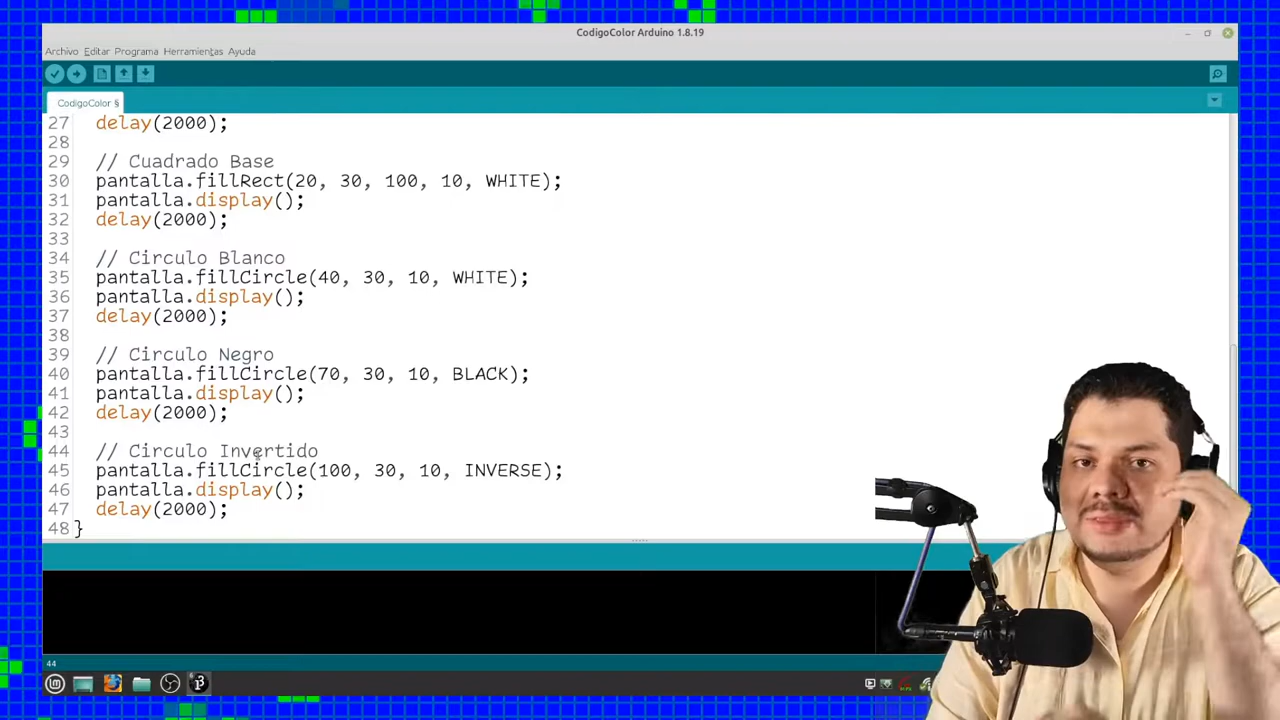 CodigoColor Arduino 1.8.19
Archivo Editar Programa Herramientas Ayuda
CodigoColor §
27 delay(2000);
28
29 // Cuadrado Base
30 pantalla.fillRect(20, 30, 100, 10, WHITE);
31 pantalla.display();
32 delay(2000);
33
34 // Circulo Blanco
35 pantalla.fillCircle(40, 30, 10, WHITE);
36 pantalla.display();
37 delay(2000);
38
39 // Circulo Negro
40 pantalla.fillCircle(70, 30, 10, BLACK);
41 pantalla.display();
42 delay(2000);
43
44 // Circulo Invertido
45 pantalla.fillCircle(100, 30, 10, INVERSE);
46 pantalla.display();
47 delay(2000);
48 }
44